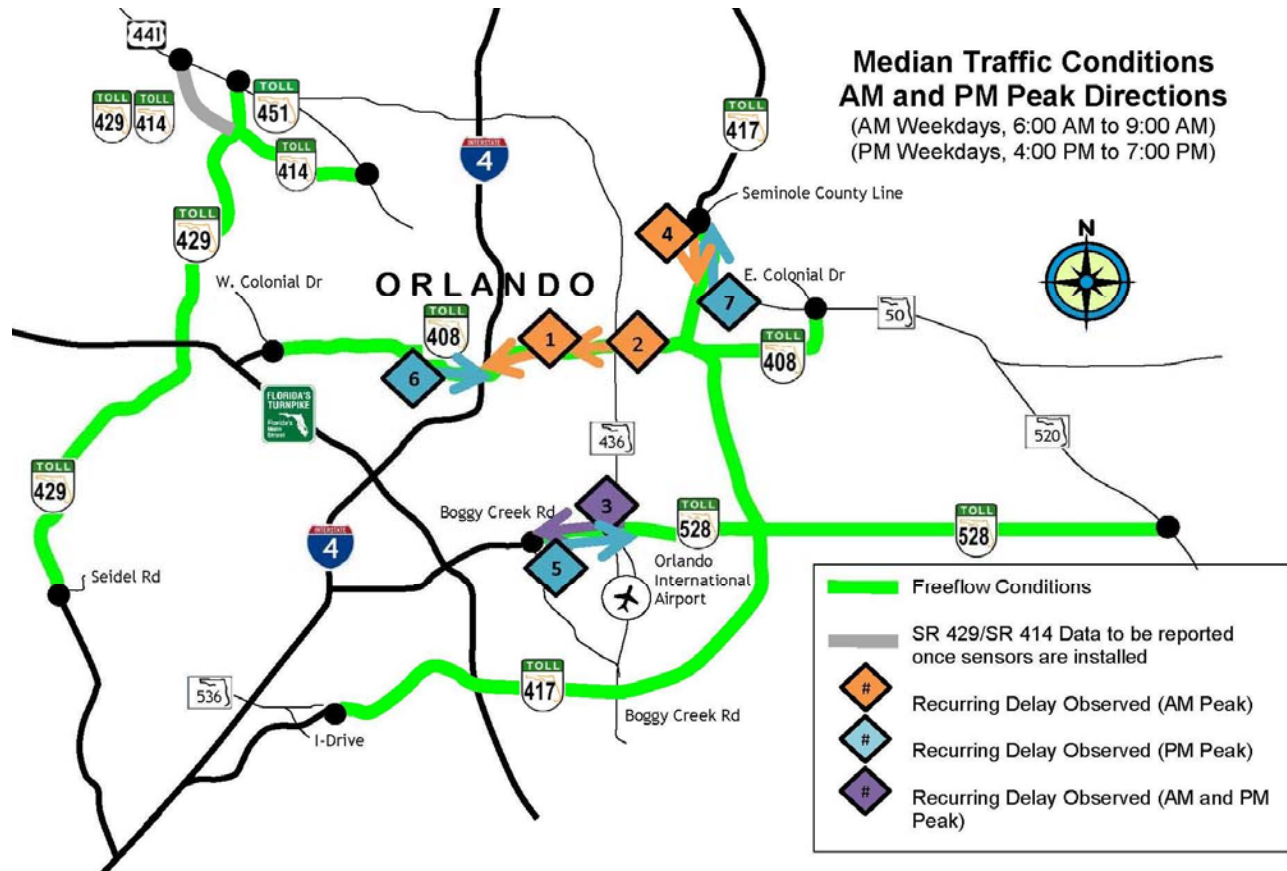 Median Traffic Conditions
AM and PM Peak Directions
(AM Weekdays, 6:00 AM to 9:00 AM)
(PM Weekdays, 4:00 PM to 7:00 PM)
441
TOLL
429
TOLL
414
TOLL
451
TOLL
414
INTERSTATE
4
TOLL
417
Seminole County Line
N
TOLL
429
W. Colonial Dr
ORLANDO
4
7
E. Colonial Dr
50
TOLL
408
1
2
TOLL
408
6
FLORIDA'S
TURNPIKE
Florida's
Main
Street
436
520
TOLL
429
Boggy Creek Rd
3
TOLL
528
TOLL
528
INTERSTATE
4
5
Orlando
International
Airport
Seidel Rd
536
TOLL
417
Boggy Creek Rd
I-Drive
Freeflow Conditions
SR 429/SR 414 Data to be reported
once sensors are installed
#
Recurring Delay Observed (AM Peak)
#
Recurring Delay Observed (PM Peak)
#
Recurring Delay Observed (AM and PM
Peak)